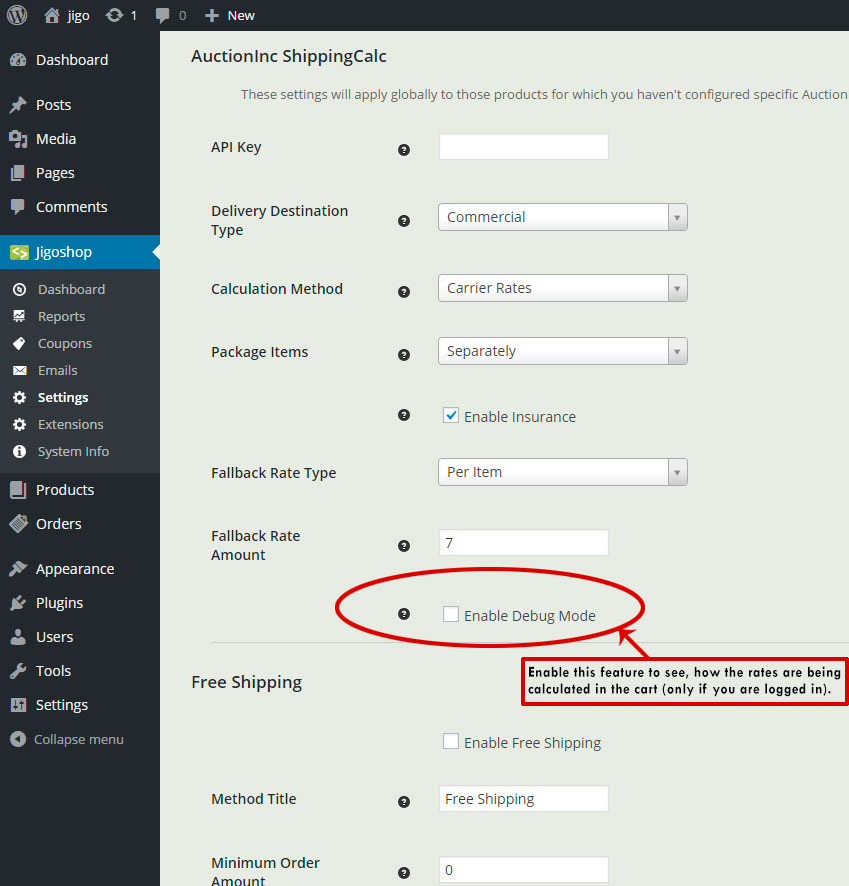 jigo 1 0 New
Dashboard
Posts
Media
Pages
Comments
Jigoshop
Dashboard
Reports
Coupons
Emails
Settings
Extensions
System Info
Products
Orders
Appearance
Plugins
Users
Tools
Settings
Collapse menu
AuctionInc ShippingCalc
These settings will apply globally to those products for which you haven't configured specific Auction
API Key
Delivery Destination
Type
Commercial
Calculation Method
Carrier Rates
Package Items
Separately
Enable Insurance
Fallback Rate Type
Per Item
Fallback Rate
Amount
7
Enable Debug Mode
Enable this feature to see, how the rates are being
calculated in the cart (only if you are logged in).
Free Shipping
Enable Free Shipping
Method Title
Free Shipping
Minimum Order
Amount
0